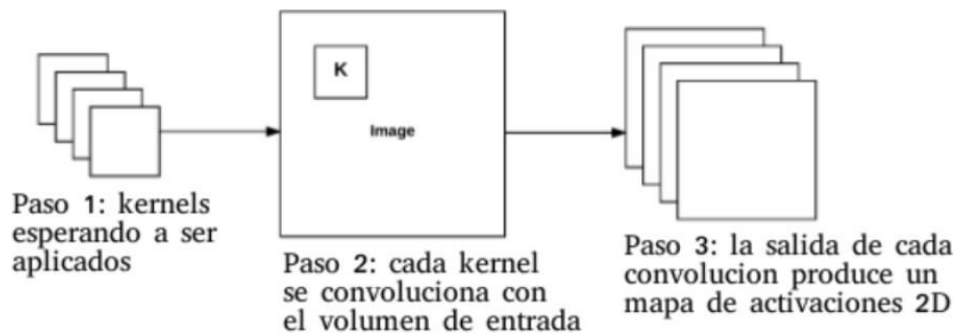 K
Image
Paso 1: kernels
esperando a ser
aplicados
Paso 2: cada kernel
se convoluciona con
el volumen de entrada
Paso 3: la salida de cada
convolucion produce un
mapa de activaciones 2D